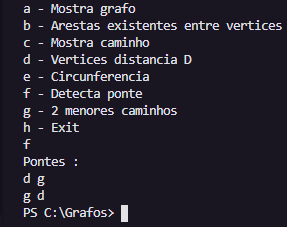 a - Mostra grafo
b - Arestas existentes entre vertices
c - Mostra caminho
d - Vertices distancia D
e - Circunferencia
f - Detecta ponte
g - 2 menores caminhos
h - Exit
f
Pontes :
d g
g d
PS C:\Grafos>